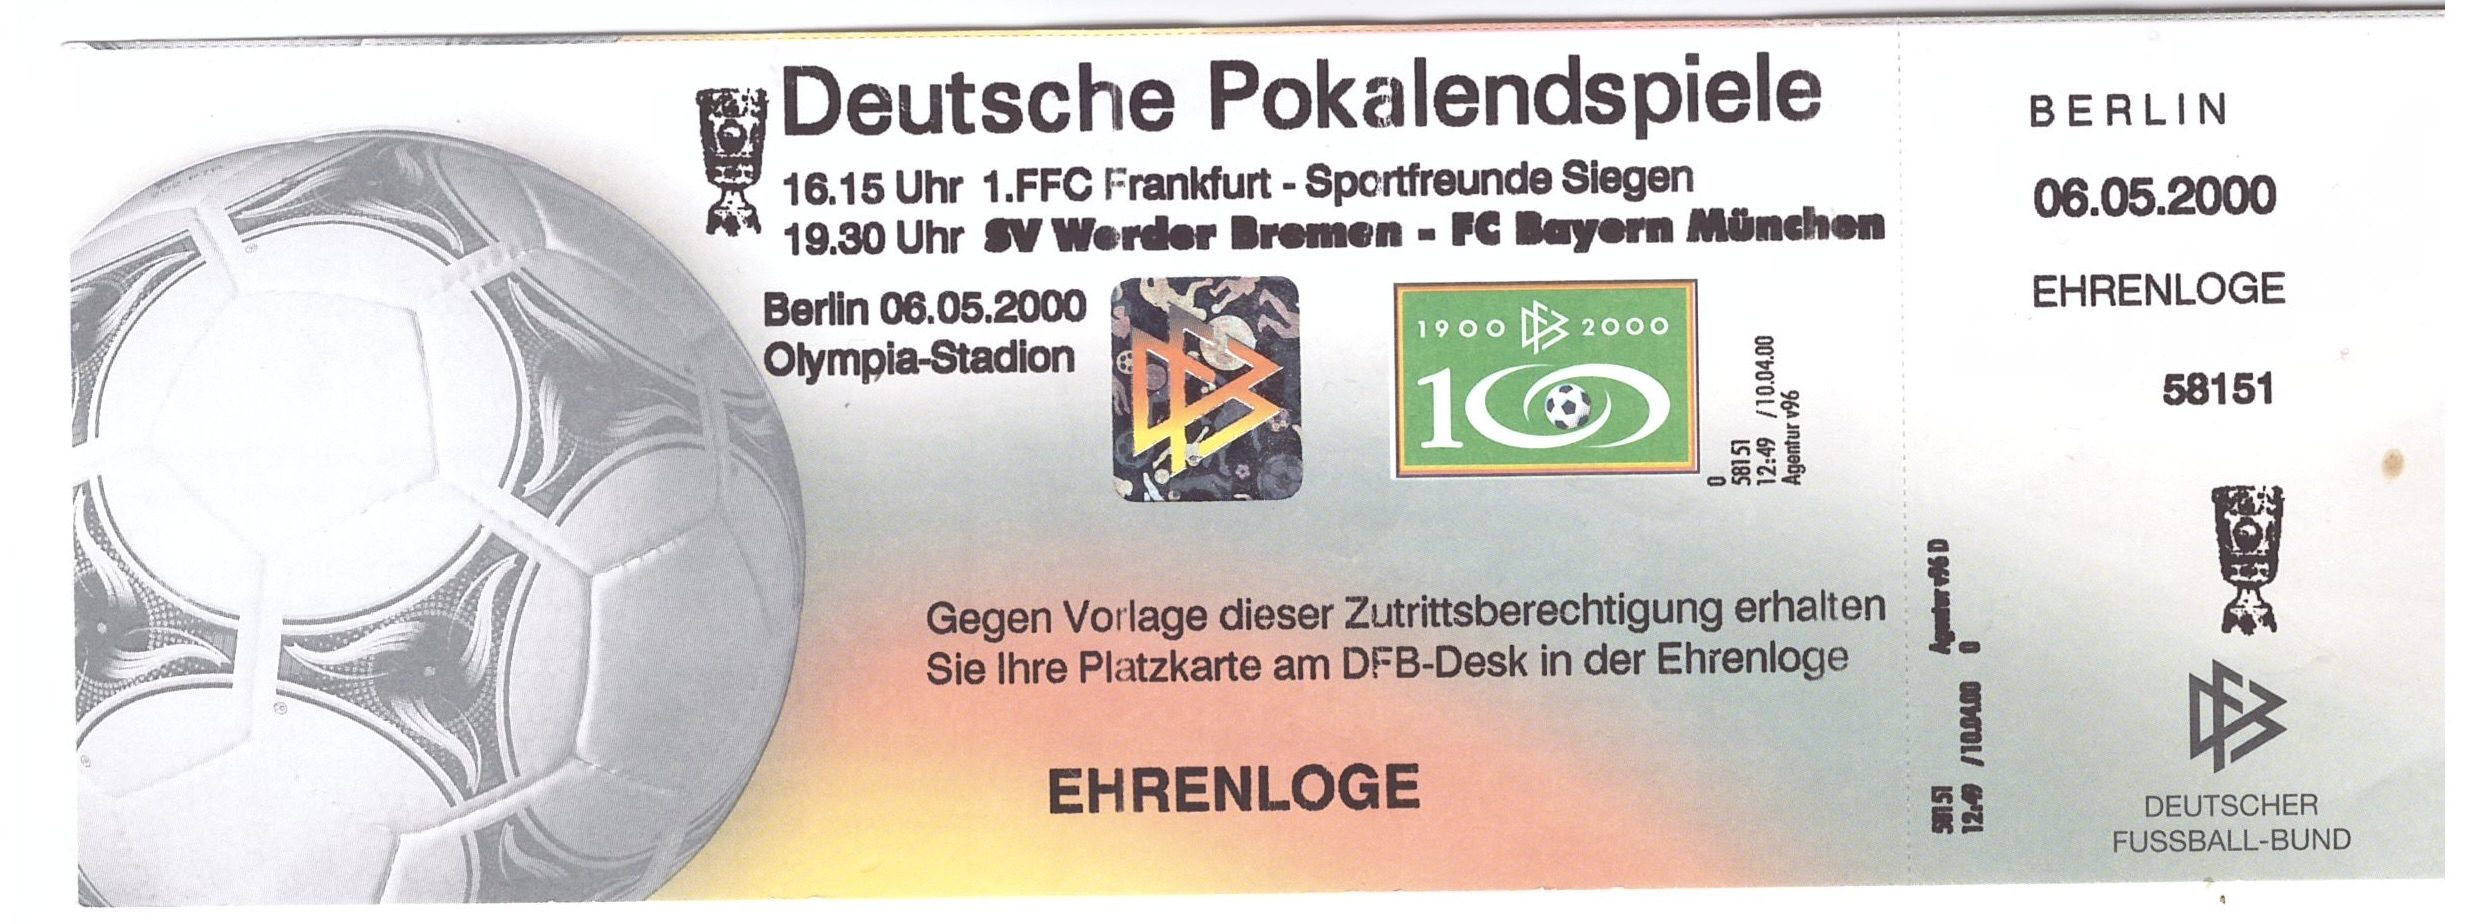 Deutsche Pokalendspiele
16.15 Uhr 1.FFC Frankfurt - Sportfreunde Siegen
19.30 Uhr SV Werder Bremen - FC Bayern München
Berlin 06.05.2000
Olympia-Stadion
1900 DFB 2000
100
0
58151
12:49 /10.04.00
Agentur v96
Gegen Vorlage dieser Zutrittsberechtigung erhalten
Sie Ihre Platzkarte am DFB-Desk in der Ehrenloge
EHRENLOGE
BERLIN
06.05.2000
EHRENLOGE
58151
Agentur v96 D
0
58151
12:49 /10.04.00
DFB
DEUTSCHER
FUSSBALL-BUND